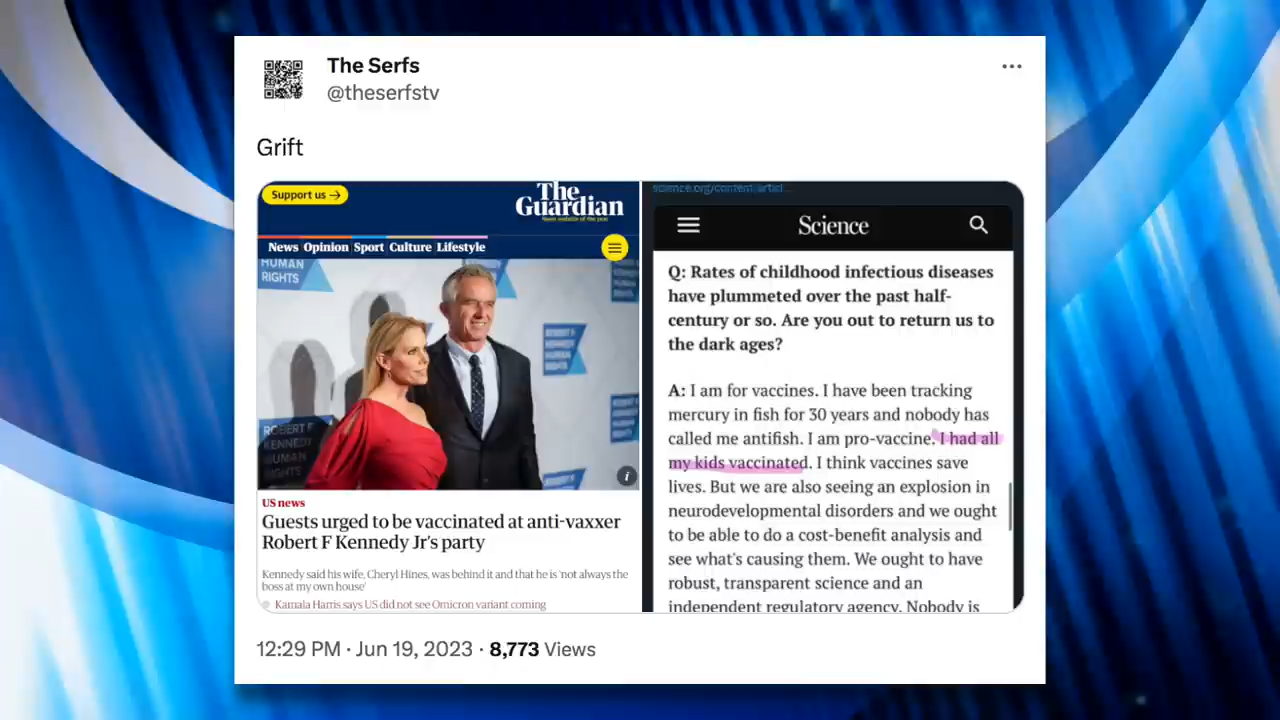 The Serfs
@theserfstv
Grift
Support us →
The
Guardian
News Opinion Sport Culture Lifestyle
HUMAN
RIGHTS
ROBERT F
KENNEDY
HUMAN
RIGHTS
US news
Guests urged to be vaccinated at anti-vaxxer
Robert F Kennedy Jr's party
Kennedy said his wife, Cheryl Hines, was behind it and that he is 'not always the
boss at my own house'
Kamala Harris says US did not see Omicron variant coming
science.org/content/articl...
Science
Q: Rates of childhood infectious diseases
have plummeted over the past half-
century or so. Are you out to return us to
the dark ages?
A: I am for vaccines. I have been tracking
mercury in fish for 30 years and nobody has
called me antifish. I am pro-vaccine. I had all
my kids vaccinated. I think vaccines save
lives. But we are also seeing an explosion in
neurodevelopmental disorders and we ought
to be able to do a cost-benefit analysis and
see what's causing them. We ought to have
robust, transparent science and an
independent regulatory agency. Nobody is
12:29 PM · Jun 19, 2023 · 8,773 Views